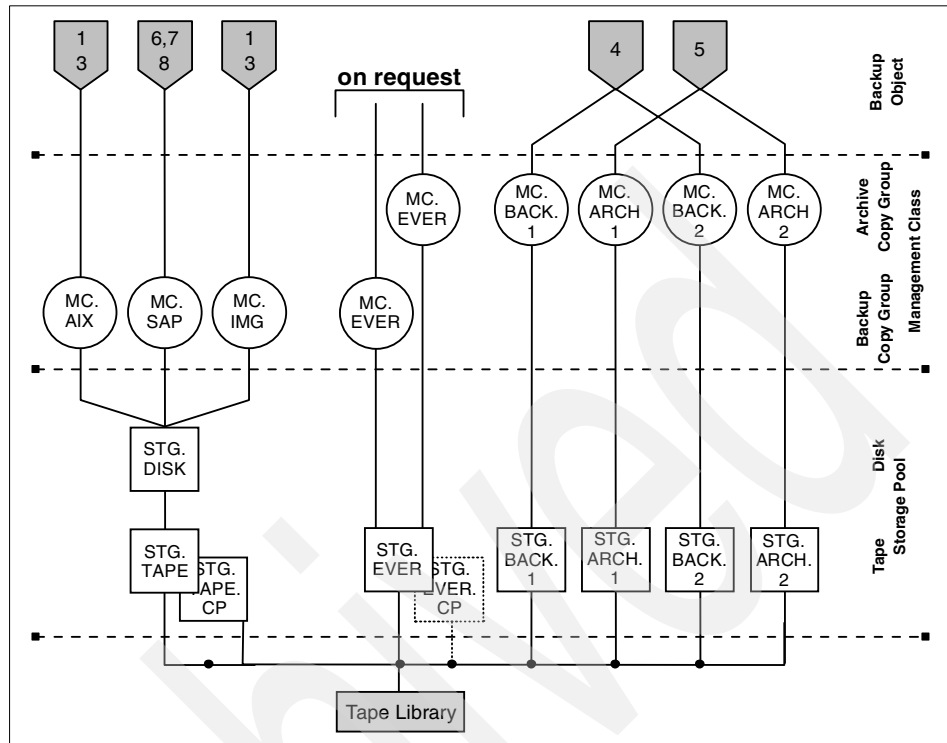 1
3
6,7
8
1
3
on request
4
5
Backup
Object
MC.
EVER
MC.
BACK.
1
MC.
ARCH
1
MC.
BACK.
2
MC.
ARCH
2
Archive
Copy Group
Management Class
MC.
AIX
MC.
SAP
MC.
IMG
MC.
EVER
Backup
Copy Group
STG.
DISK
Disk
Storage Pool
STG.
TAPE
STG.
TAPE.
CP
STG.
EVER
STG.
EVER.
CP
STG.
BACK.
1
STG.
ARCH.
1
STG.
BACK.
2
STG.
ARCH.
2
Tape
Tape Library